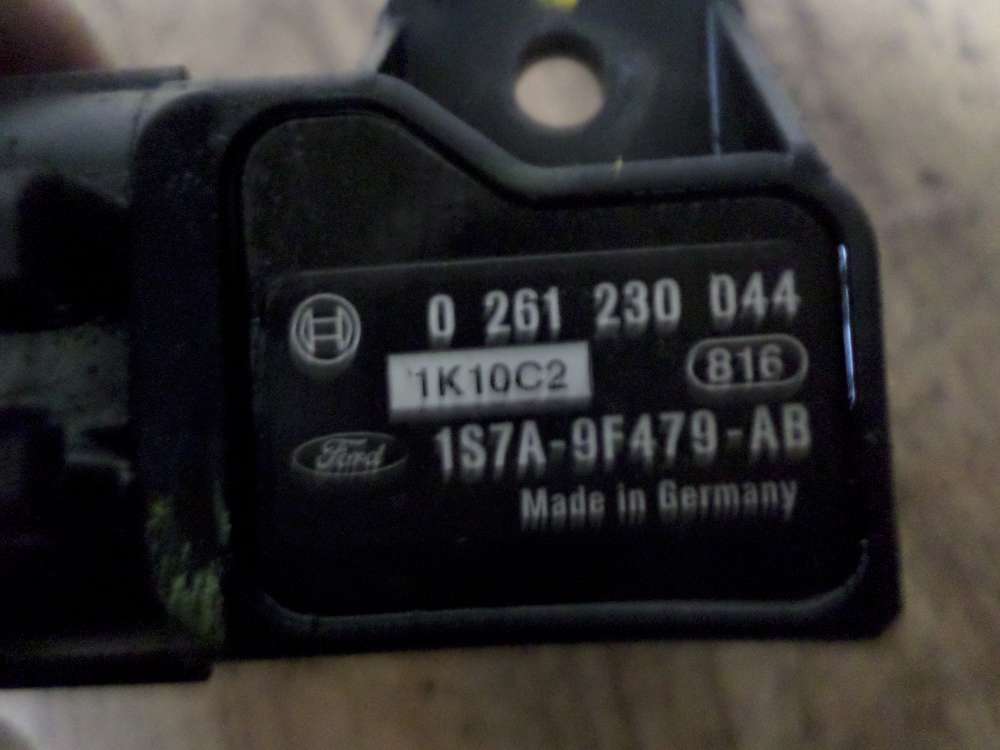 0 261 230 044
1K10C2
816
Ford
1S7A-9F479-AB
Made in Germany